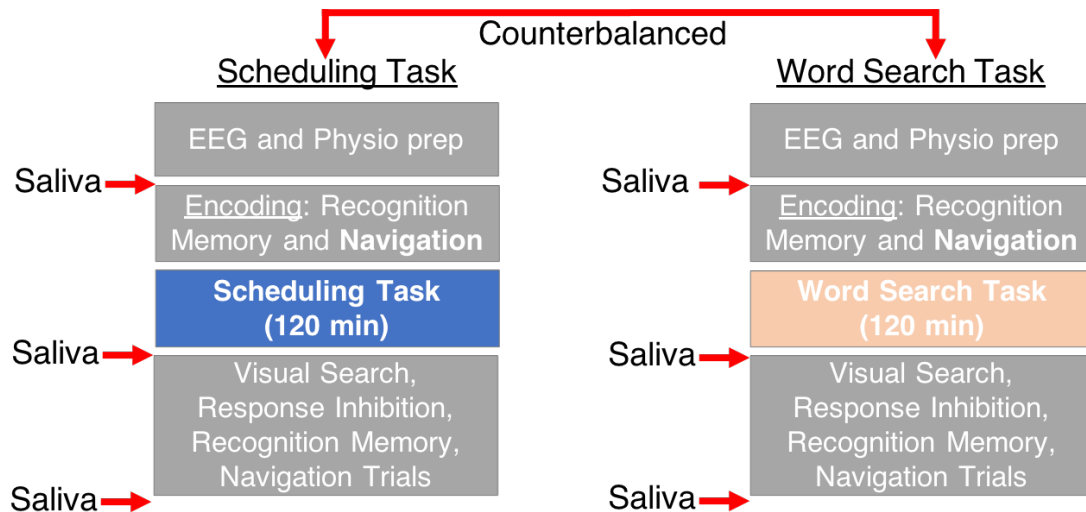 Counterbalanced
Scheduling Task
EEG and Physio prep
Saliva
Encoding: Recognition
Memory and Navigation
Scheduling Task
(120 min)
Saliva
Visual Search,
Response Inhibition,
Recognition Memory,
Navigation Trials
Saliva
Word Search Task
EEG and Physio prep
Saliva
Encoding: Recognition
Memory and Navigation
Word Search Task
(120 min)
Saliva
Visual Search,
Response Inhibition,
Recognition Memory,
Navigation Trials
Saliva